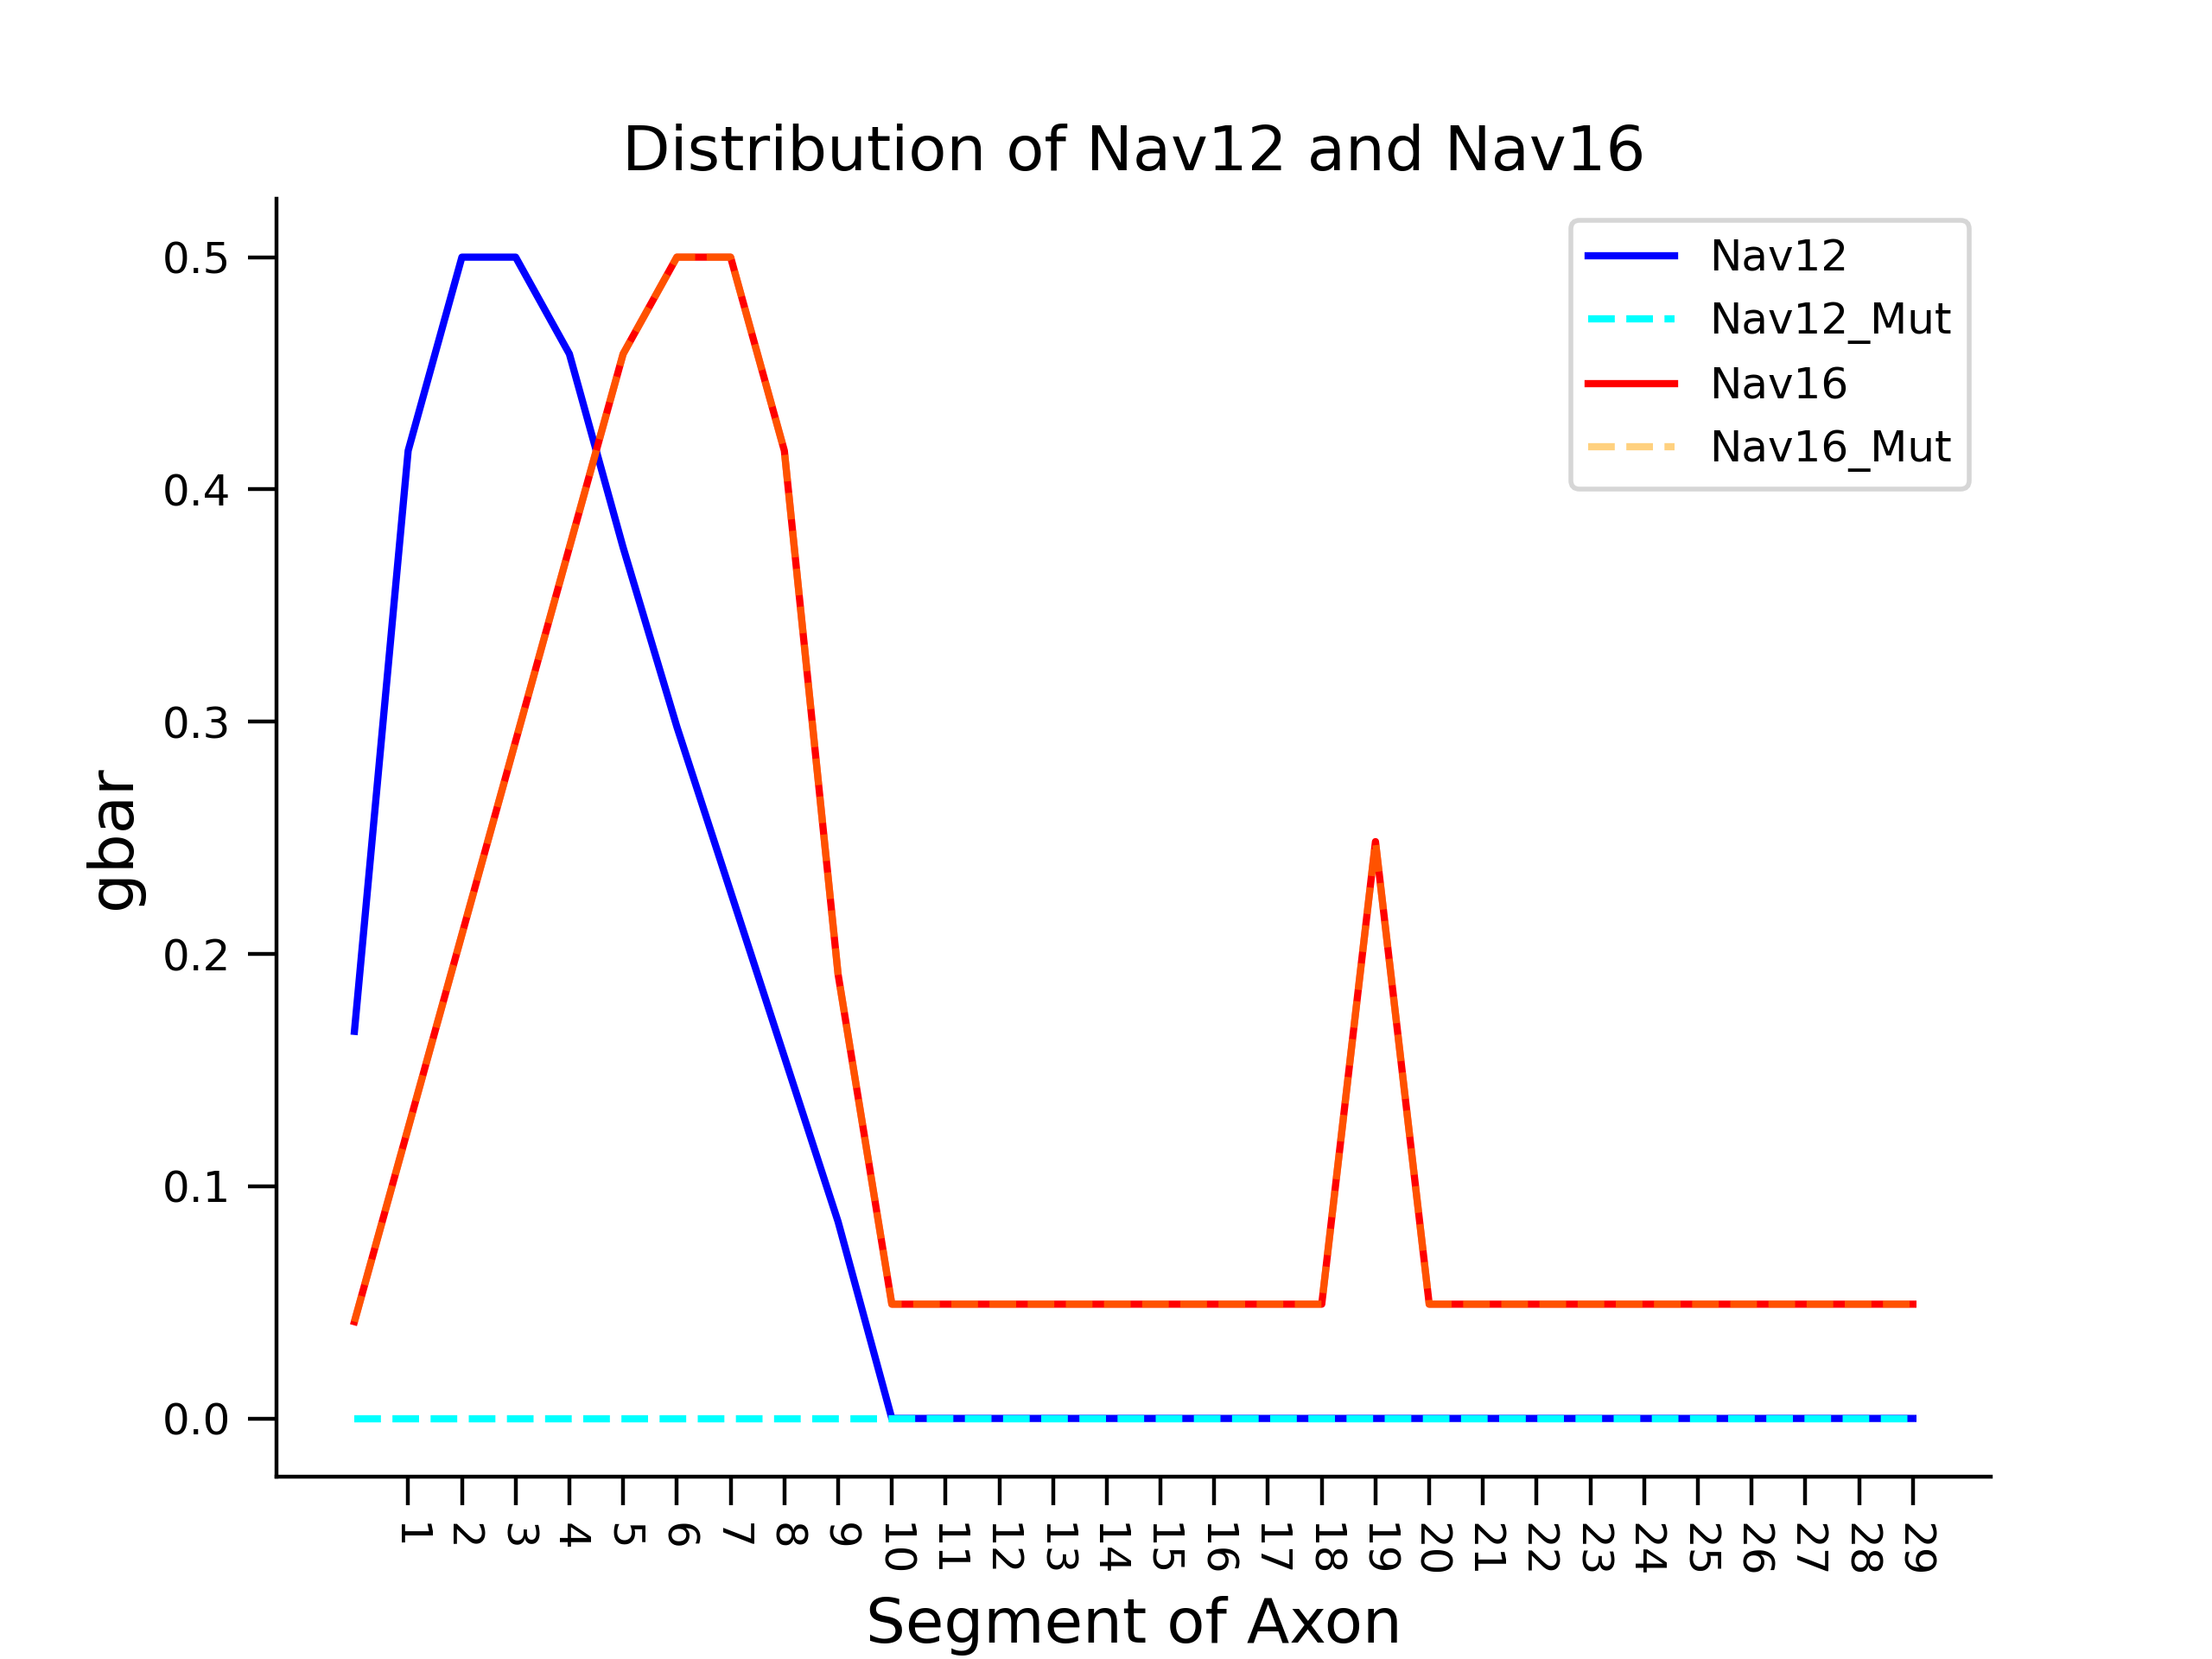 Distribution of Nav12 and Nav16
Nav12
Nav12_Mut
Nav16
Nav16_Mut
0.5
0.4
0.3
0.2
0.1
0.0
gbar
1 2 3 4 5 6 7 8 9 10 11 12 13 14 15 16 17 18 19 20 21 22 23 24 25 26 27 28 29
Segment of Axon